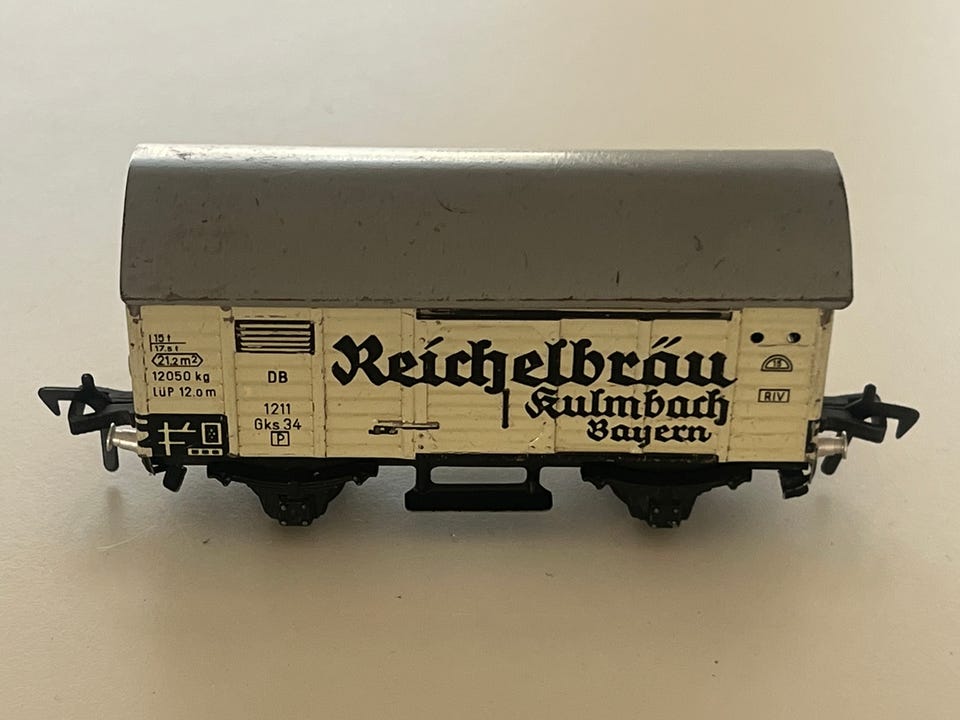 15 t
17.5 t
21.2 m²
12050 kg
LüP 12.0 m
DB
1211
Gks 34
P
Reichelbräu
Kulmbach
Bayern
15
RIV